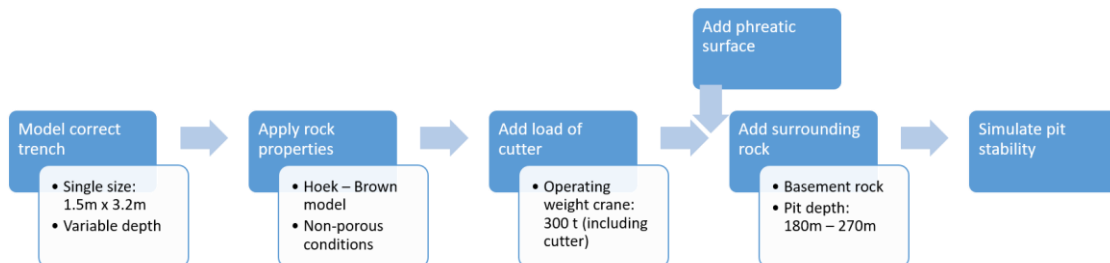 Add phreatic
surface
Model correct
trench
• Single size:
1.5m x 3.2m
• Variable depth
Apply rock
properties
• Hoek – Brown
model
• Non-porous
conditions
Add load of
cutter
• Operating
weight crane:
300 t (including
cutter)
Add surrounding
rock
• Basement rock
• Pit depth:
180m – 270m
Simulate pit
stability